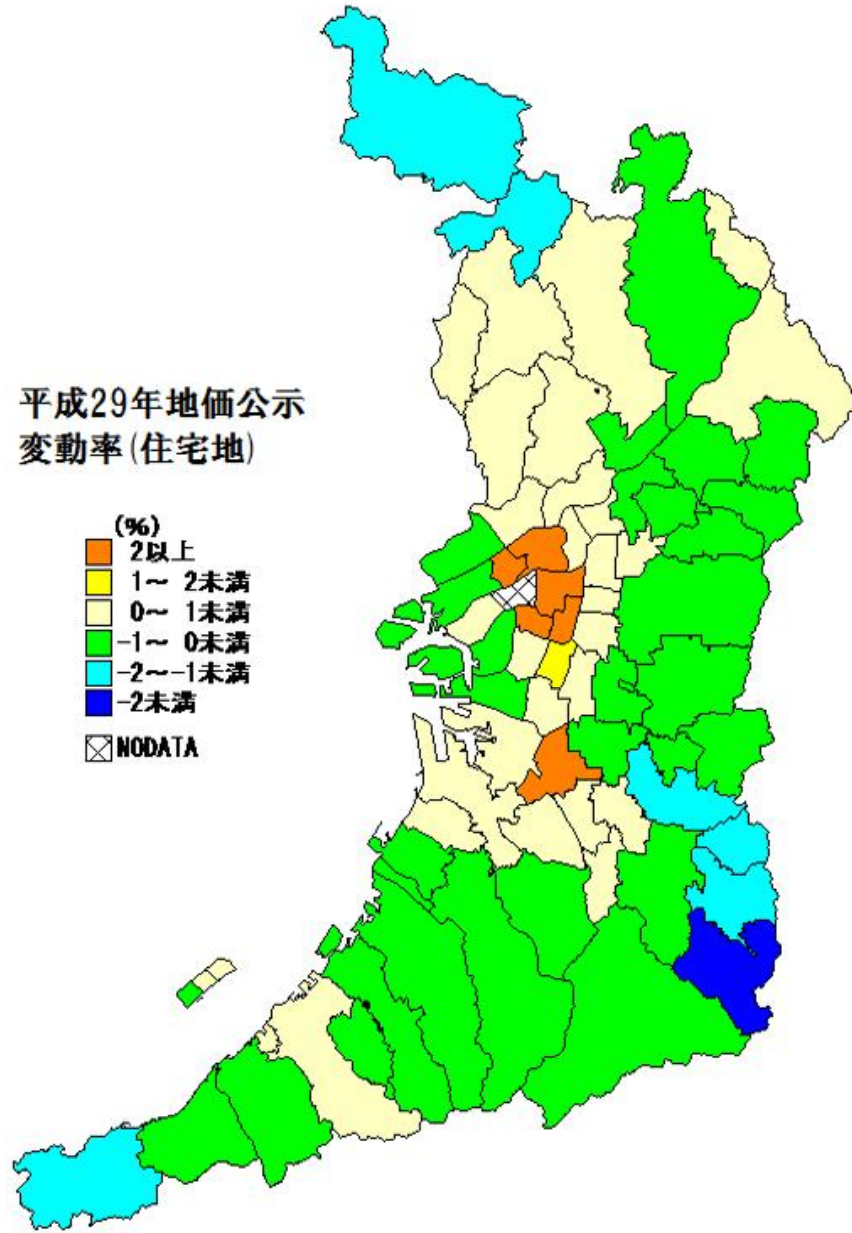 平成29年地価公示
変動率(住宅地)
(%)
2以上
1～ 2未満
0～ 1未満
-1～ 0未満
-2～-1未満
-2未満
NODATA